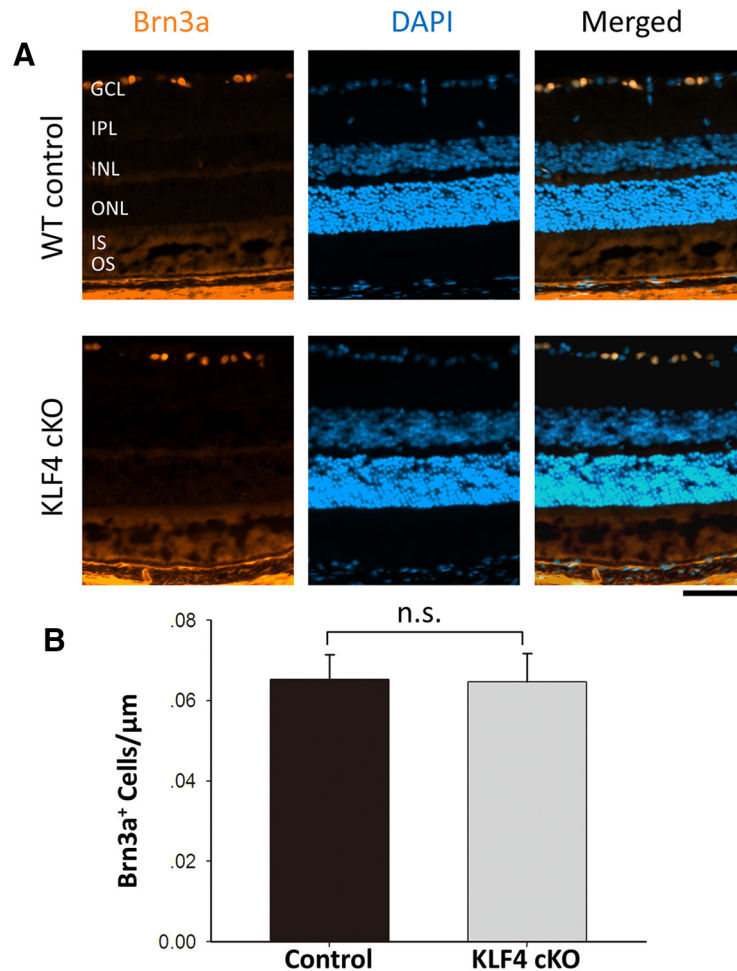 Brn3a DAPI Merged
A
WT control
GCL
IPL
INL
ONL
IS
OS
KLF4 cKO
B
n.s.
Brn3a⁺ Cells/µm
.08
.06
.04
.02
0.00
Control KLF4 cKO